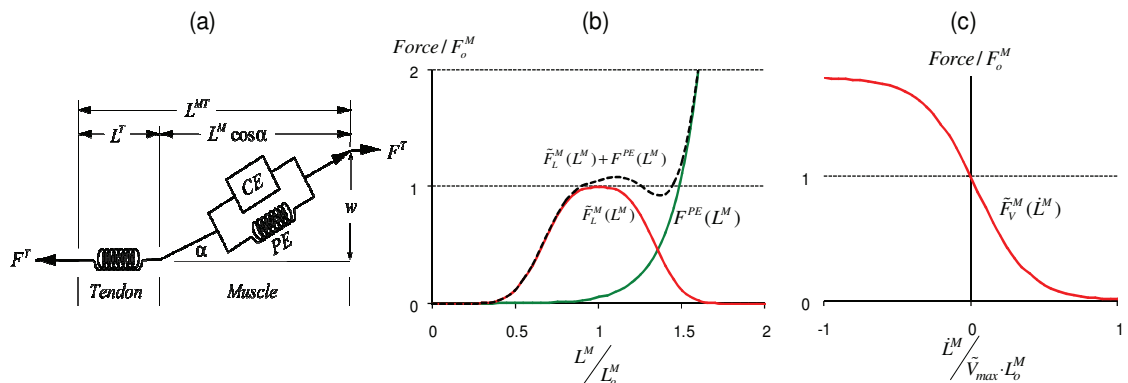 (a)
L^MT
L^T
L^M cosα
F^T
CE
PE
α
w
F^T
Tendon
Muscle
(b)
Force / F_o^M
2
1
0
F̃_L^M(L^M) + F^PE(L^M)
F̃_L^M(L^M)
F^PE(L^M)
0 0.5 1 1.5 2
L^M / L_o^M
(c)
Force / F_o^M
1
F̃_V^M(L̇^M)
-1 0 1
L̇^M / Ṽ_max·L_o^M